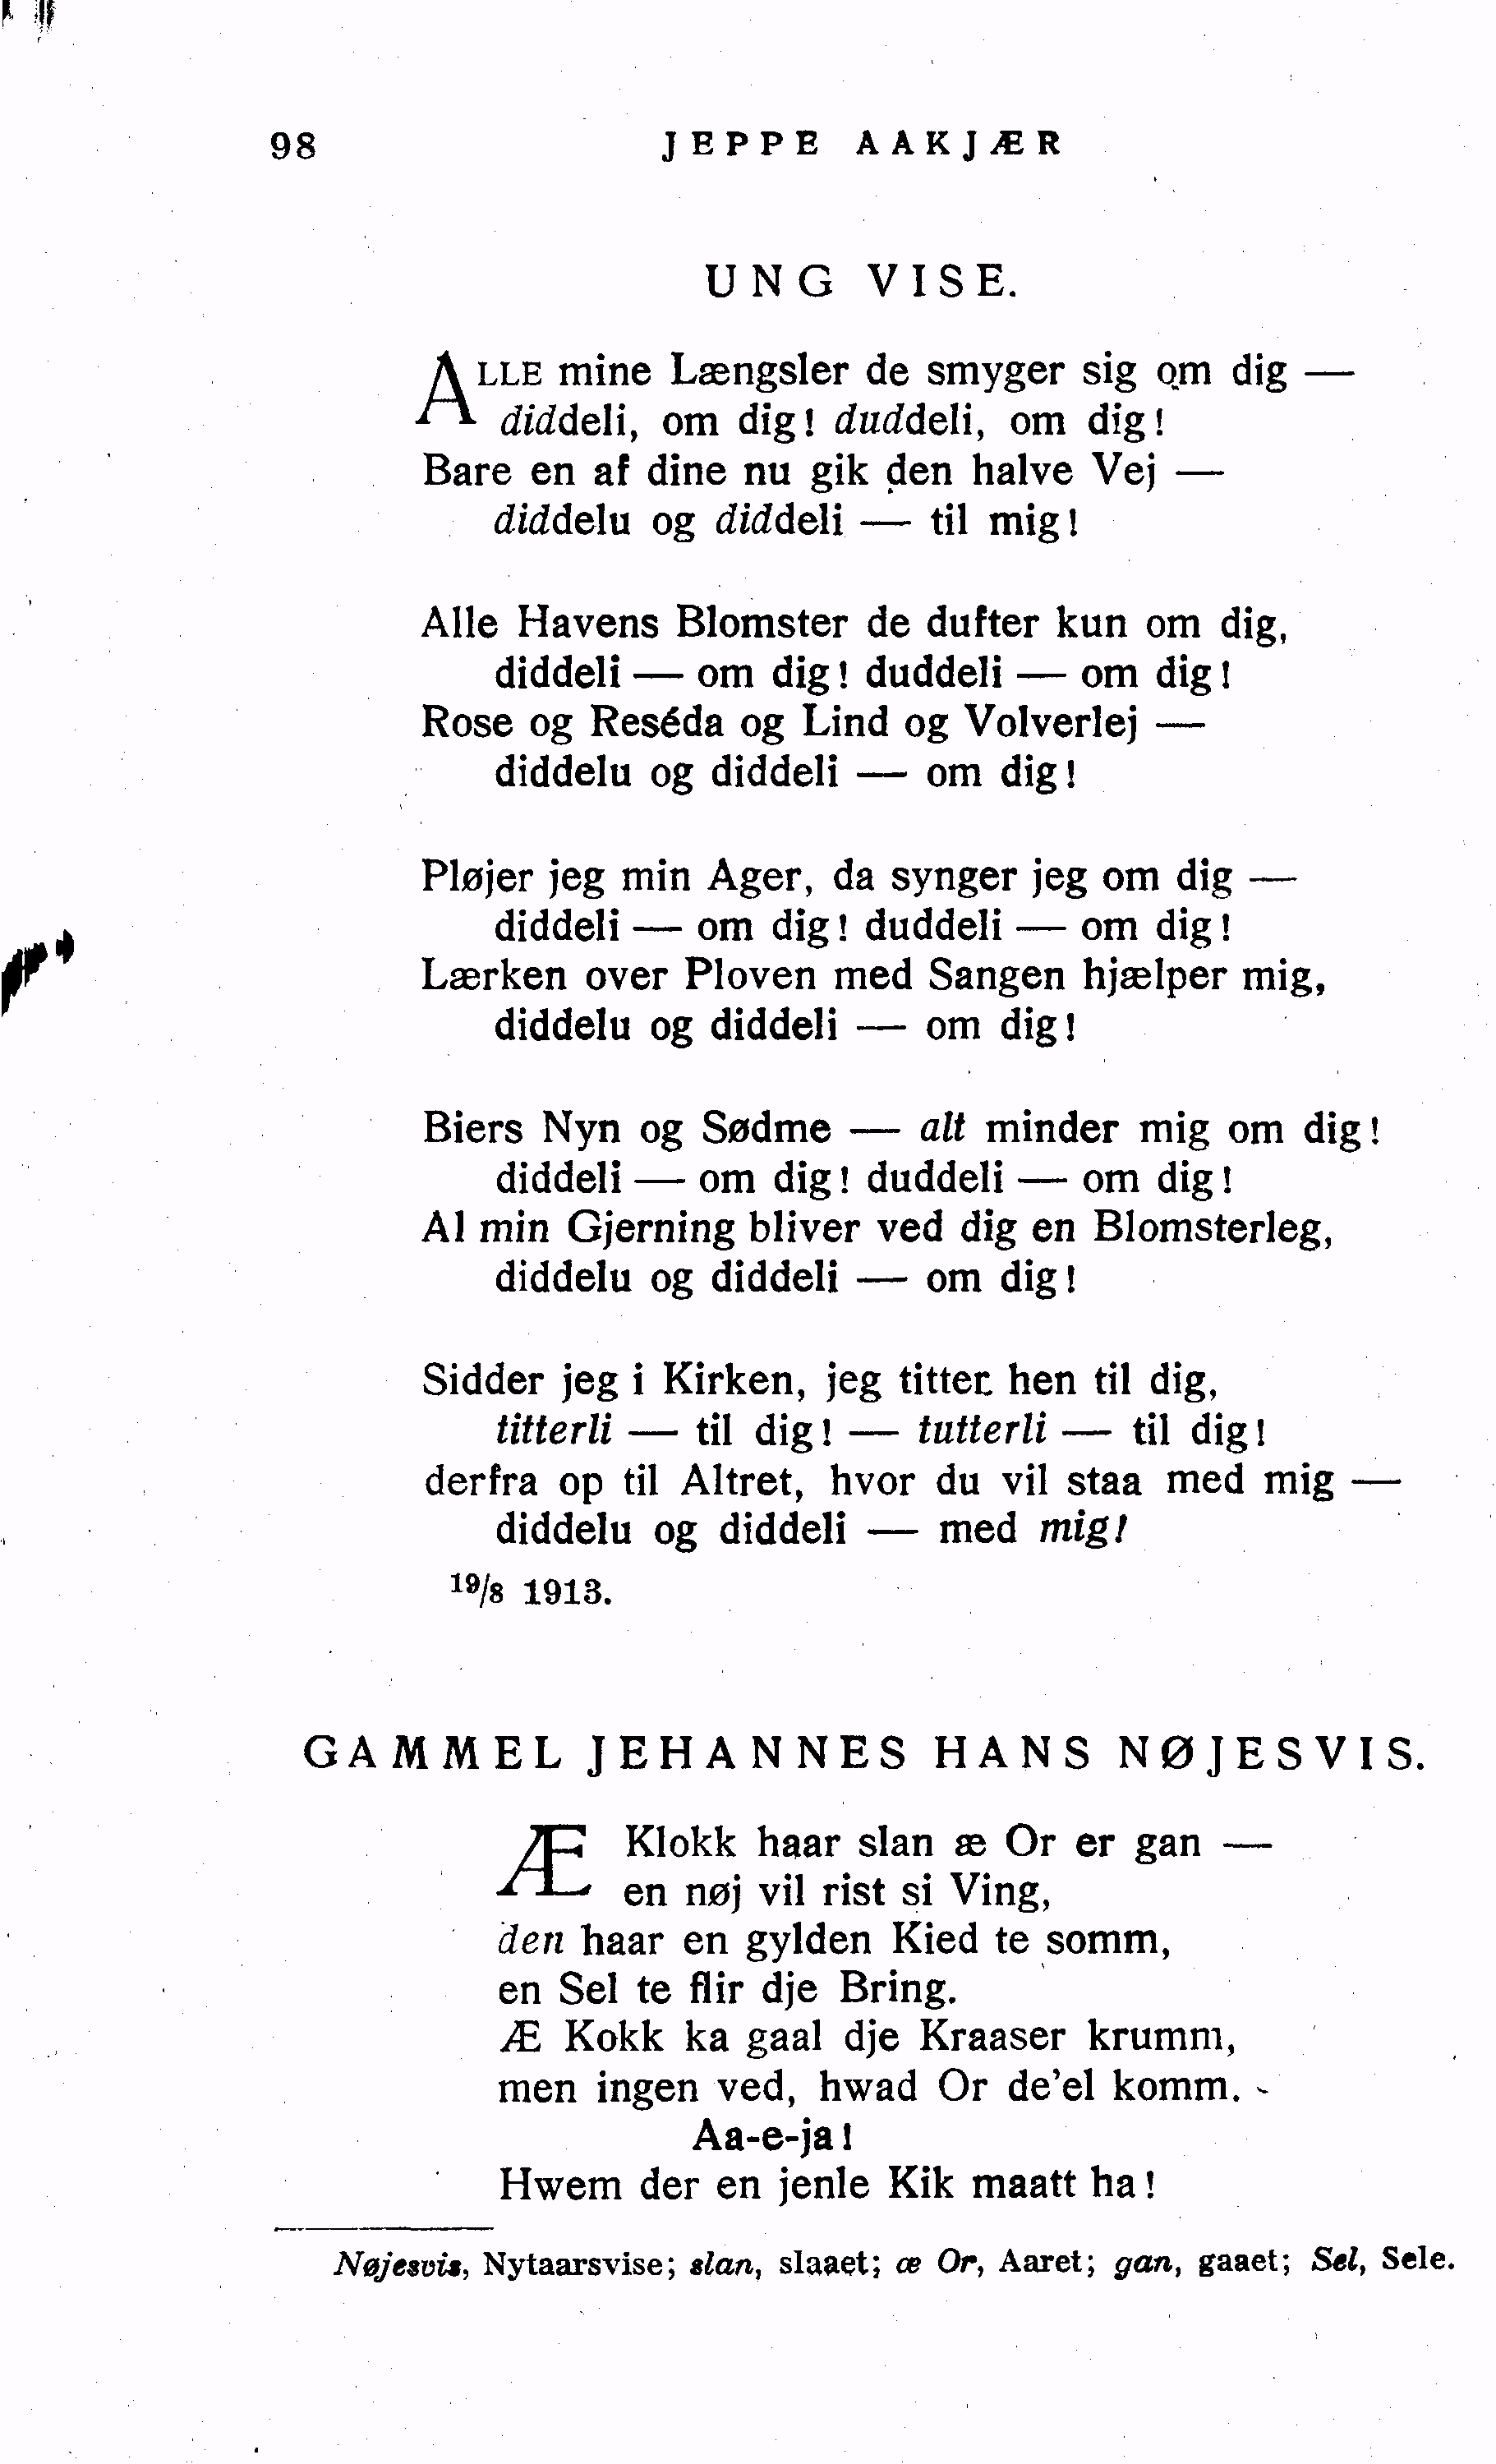 98 JEPPE AAKJÆR
UNG VISE.
ALLE mine Længsler de smyger sig om dig —
diddeli, om dig! duddeli, om dig!
Bare en af dine nu gik den halve Vej —
diddelu og diddeli — til mig!
Alle Havens Blomster de dufter kun om dig,
diddeli — om dig! duddeli — om dig!
Rose og Reséda og Lind og Volverlej —
diddelu og diddeli — om dig!
Pløjer jeg min Ager, da synger jeg om dig —
diddeli — om dig! duddeli — om dig!
Lærken over Ploven med Sangen hjælper mig,
diddelu og diddeli — om dig!
Biers Nyn og Sødme — alt minder mig om dig!
diddeli — om dig! duddeli — om dig!
Al min Gjerning bliver ved dig en Blomsterleg,
diddelu og diddeli — om dig!
Sidder jeg i Kirken, jeg titter hen til dig,
titterli — til dig! — tutterli — til dig!
derfra op til Altret, hvor du vil staa med mig —
diddelu og diddeli — med mig!
19/8 1913.
GAMMEL JEHANNES HANS NØJESVIS.
Æ Klokk haar slan æ Or er gan —
en nøj vil rist si Ving,
den haar en gylden Kied te somm,
en Sel te flir dje Bring.
Æ Kokk ka gaal dje Kraaser krumm,
men ingen ved, hwad Or de'el komm. -
Aa-e-ja!
Hwem der en jenle Kik maatt ha!
Nøjesvis, Nytaarsvise; slan, slaaet; æ Or, Aaret; gan, gaaet; Sel, Sele.